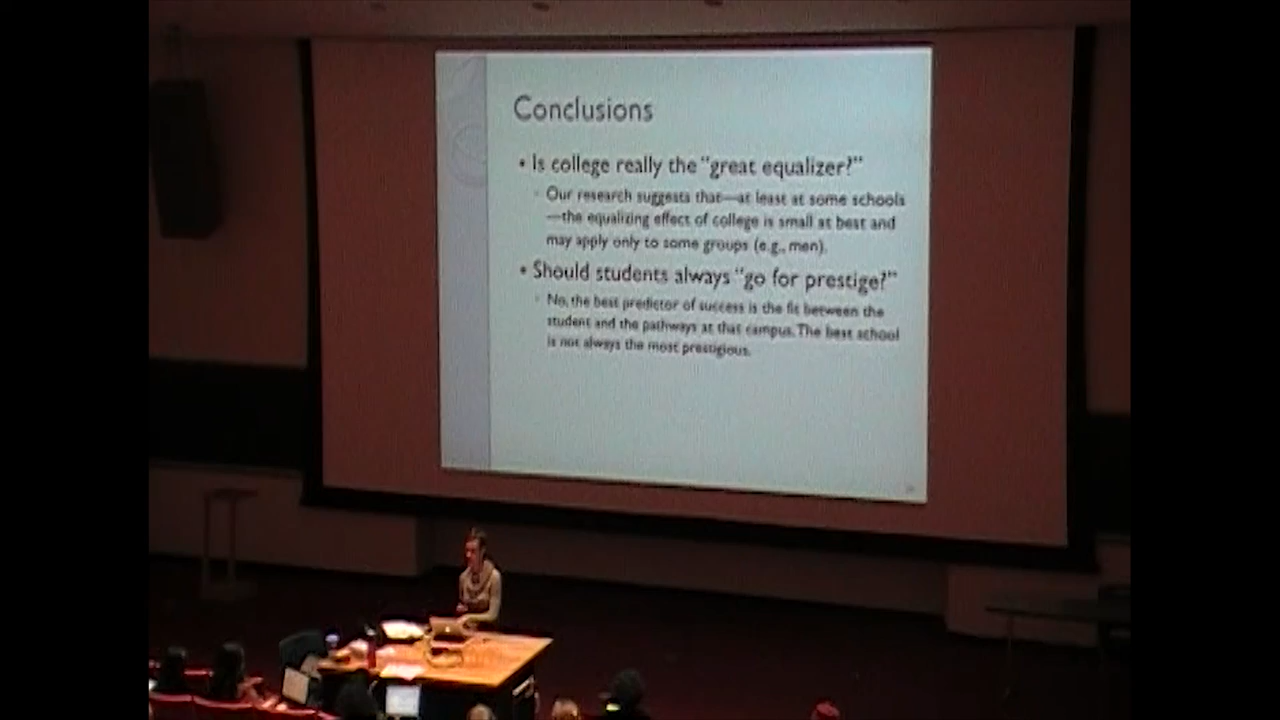 Conclusions
• Is college really the "great equalizer?"
Our research suggests that—at least at some schools
—the equalizing effect of college is small at best and
may apply only to some groups (e.g., men).
• Should students always "go for prestige?"
No, the best predictor of success is the fit between the
student and the pathways at that campus. The best school
is not always the most prestigious.